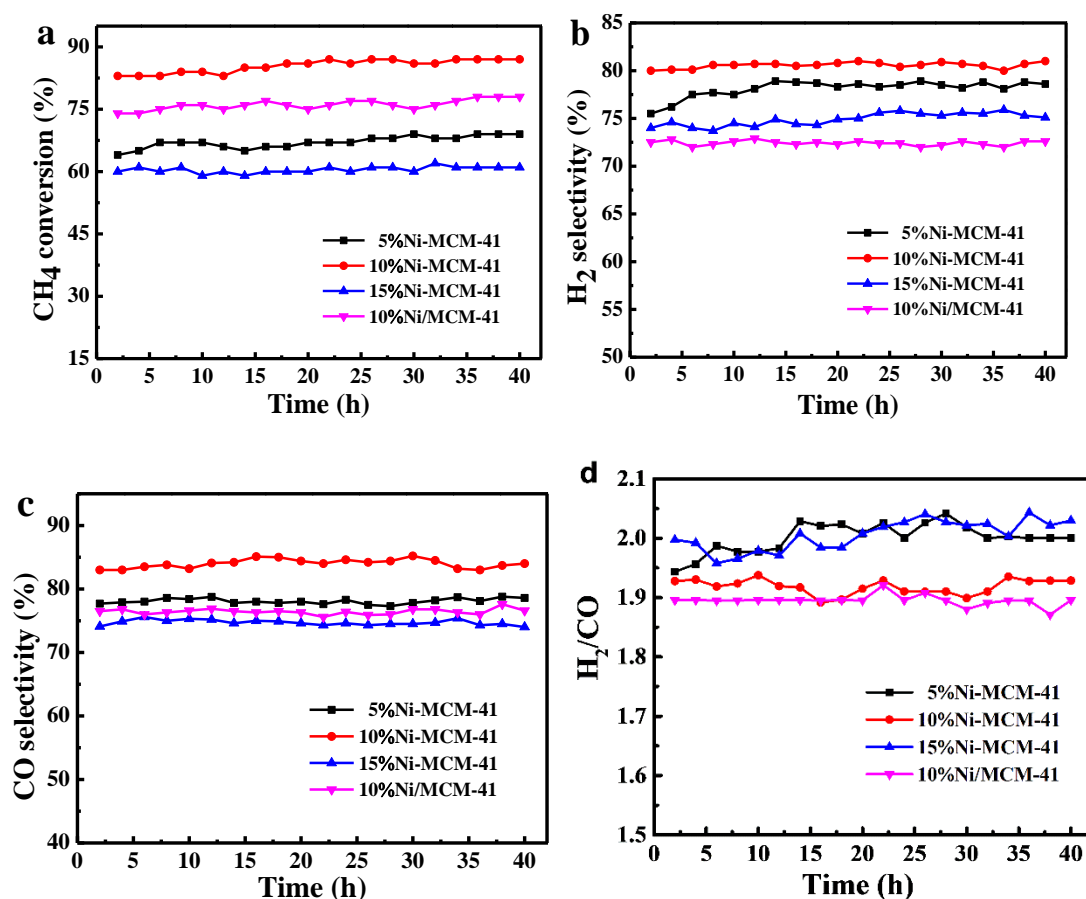 a
90
75
60
45
30
15
CH4 conversion (%)
5%Ni-MCM-41
10%Ni-MCM-41
15%Ni-MCM-41
10%Ni/MCM-41
0 5 10 15 20 25 30 35 40
Time (h)
b
85
80
75
70
65
60
55
50
H2 selectivity (%)
5%Ni-MCM-41
10%Ni-MCM-41
15%Ni-MCM-41
10%Ni/MCM-41
0 5 10 15 20 25 30 35 40
Time (h)
c
90
80
70
60
50
40
CO selectivity (%)
5%Ni-MCM-41
10%Ni-MCM-41
15%Ni-MCM-41
10%Ni/MCM-41
0 5 10 15 20 25 30 35 40
Time (h)
d
2.1
2.0
1.9
1.8
1.7
1.6
1.5
H2/CO
5%Ni-MCM-41
10%Ni-MCM-41
15%Ni-MCM-41
10%Ni/MCM-41
0 5 10 15 20 25 30 35 40
Time (h)